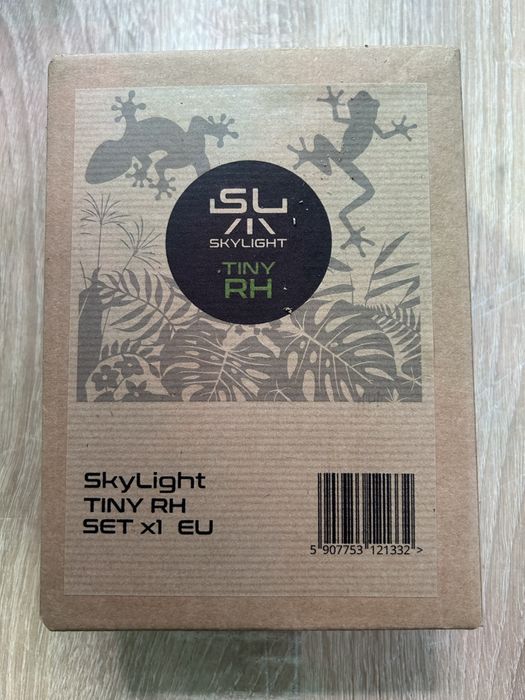 SL
SKYLIGHT
TINY
RH
SkyLight
TINY RH
SET x1 EU
5 907753 121332 >